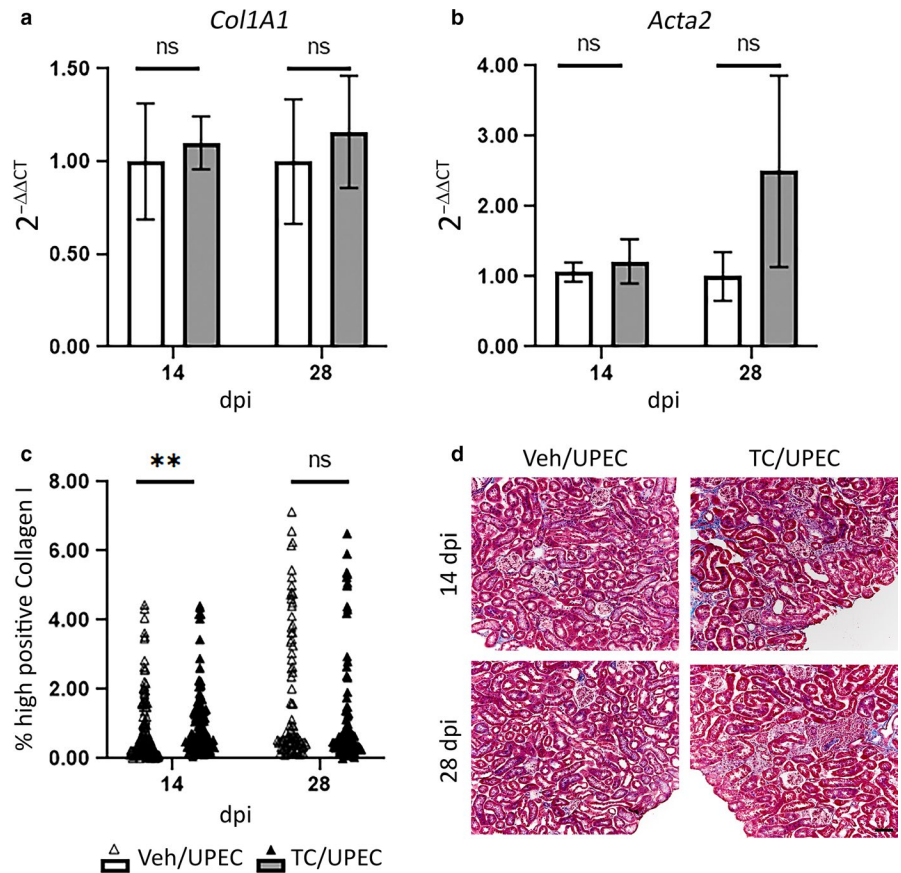 a
Col1A1
ns
ns
1.50
1.00
0.50
0.00
2^−ΔΔCT
14
28
dpi
b
Acta2
ns
ns
4.00
3.00
2.00
1.00
0.00
2^−ΔΔCT
14
28
dpi
c
**
ns
8.00
6.00
4.00
2.00
0.00
% high positive Collagen I
14
28
dpi
Veh/UPEC
TC/UPEC
d
Veh/UPEC
TC/UPEC
14 dpi
28 dpi